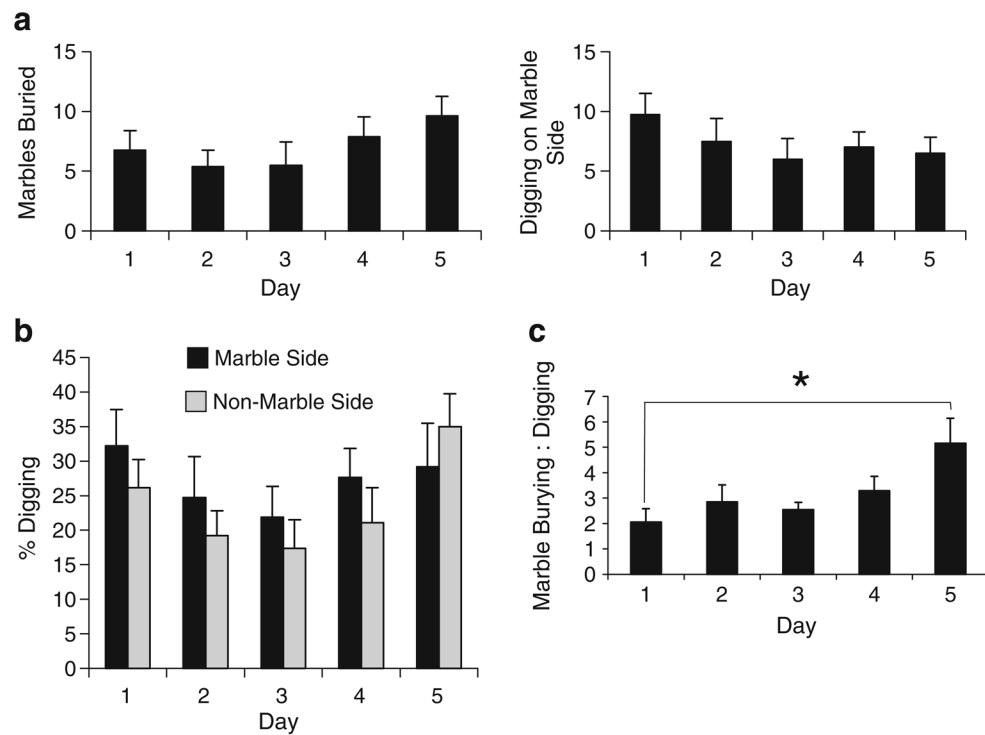 a
15
10
5
0
Marbles Buried
1 2 3 4 5
Day
15
10
5
0
Digging on Marble
Side
1 2 3 4 5
Day
b
45
40
35
30
25
20
15
10
5
0
% Digging
Marble Side
Non-Marble Side
1 2 3 4 5
Day
c
7
6
5
4
3
2
1
0
Marble Burying : Digging
*
1 2 3 4 5
Day